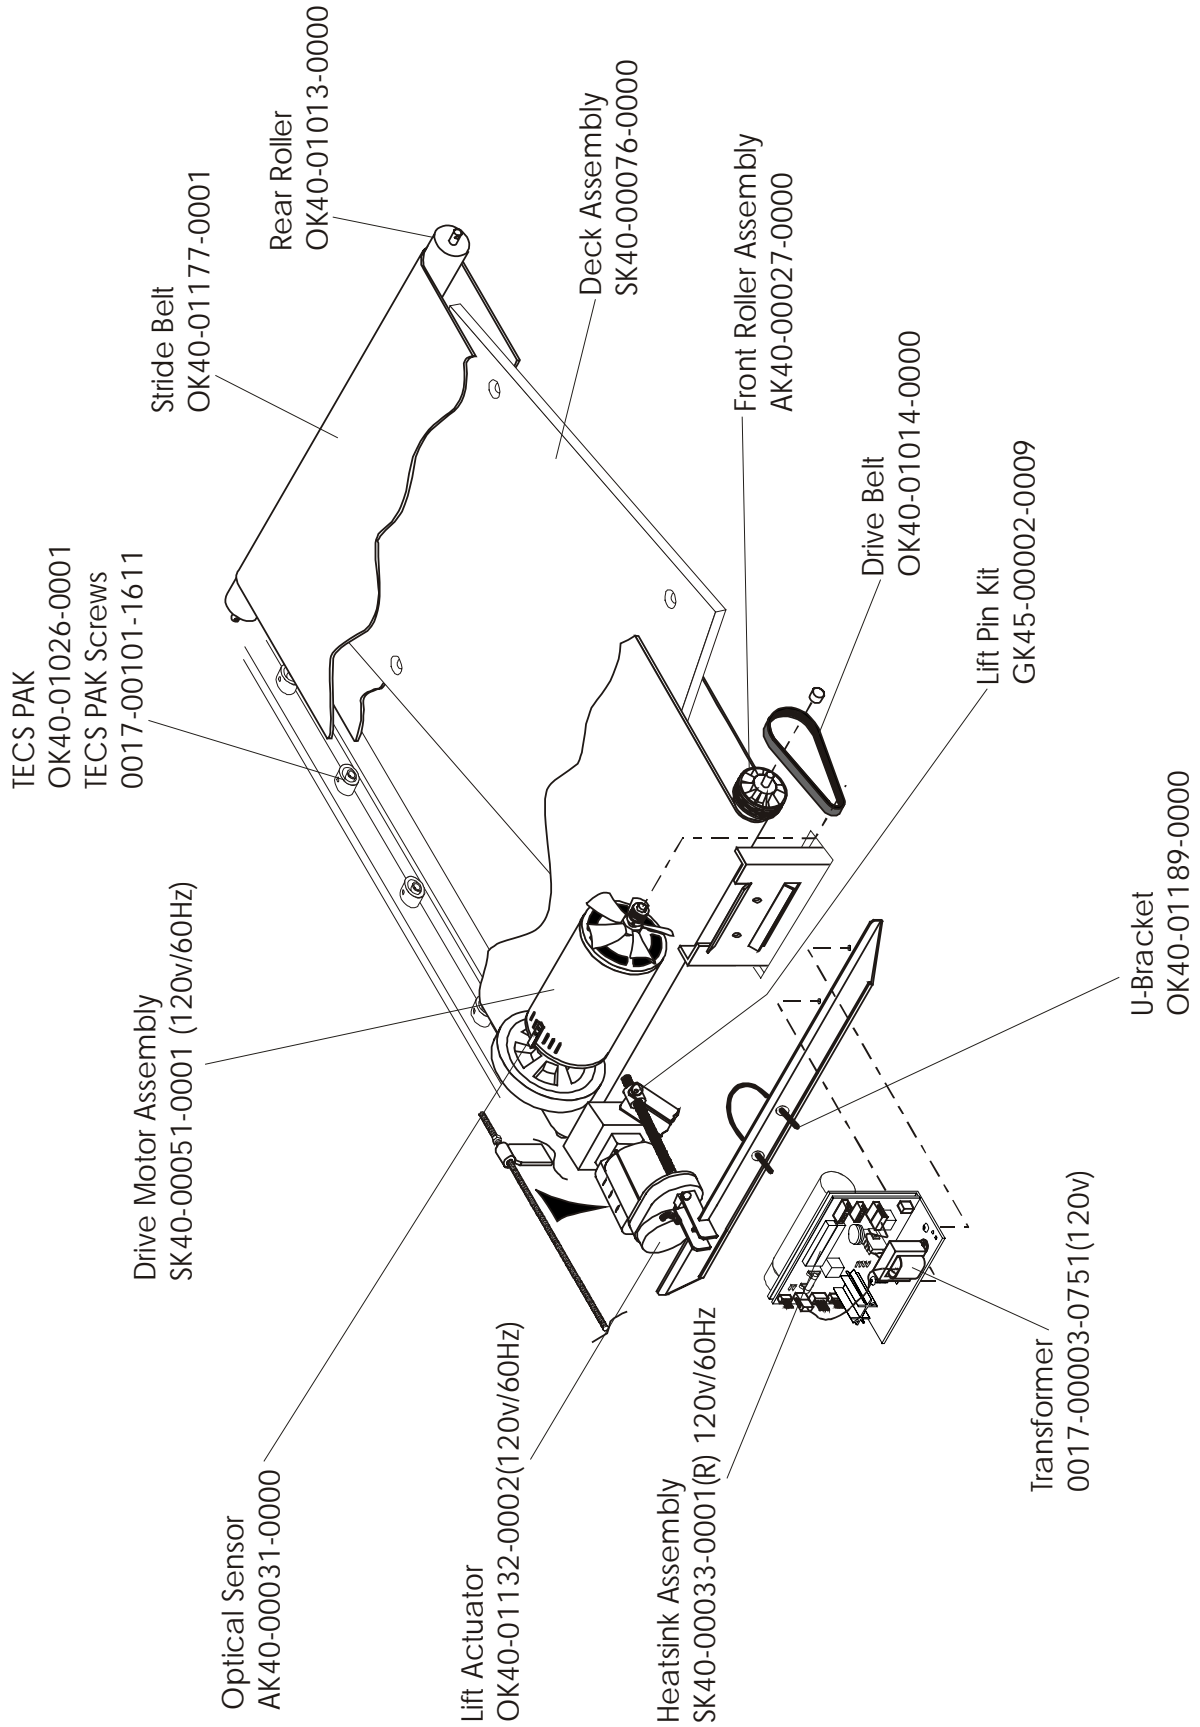 TECS PAK
OK40-01026-0001
TECS PAK Screws
0017-00101-1611
Stride Belt
OK40-01177-0001
Rear Roller
OK40-01013-0000
Drive Motor Assembly
SK40-00051-0001 (120v/60Hz)
Deck Assembly
SK40-00076-0000
Optical Sensor
AK40-00031-0000
Front Roller Assembly
AK40-00027-0000
Drive Belt
OK40-01014-0000
Lift Actuator
OK40-01132-0002(120v/60Hz)
Lift Pin Kit
GK45-00002-0009
Heatsink Assembly
SK40-00033-0001(R) 120v/60Hz
U-Bracket
OK40-01189-0000
Transformer
0017-00003-0751(120v)